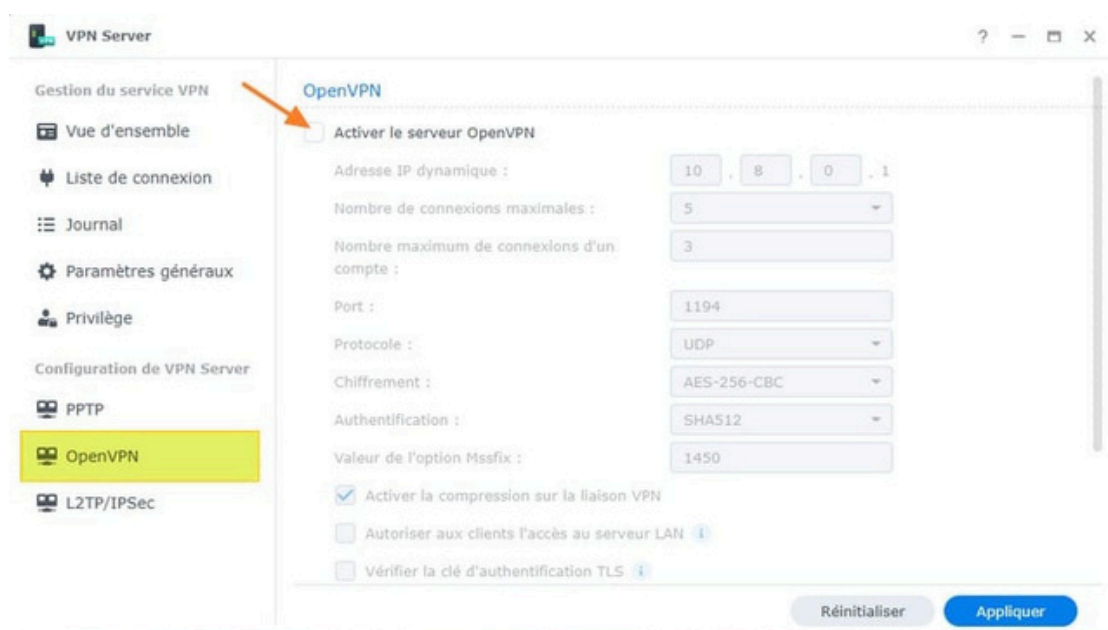 VPN Server
?
Gestion du service VPN
Vue d'ensemble
Liste de connexion
Journal
Paramètres généraux
Privilège
Configuration de VPN Server
PPTP
OpenVPN
L2TP/IPSec
OpenVPN
Activer le serveur OpenVPN
Adresse IP dynamique : 10 . 8 . 0 . 1
Nombre de connexions maximales : 5
Nombre maximum de connexions d'un
compte : 3
Port : 1194
Protocole : UDP
Chiffrement : AES-256-CBC
Authentification : SHA512
Valeur de l'option Mssfix : 1450
Activer la compression sur la liaison VPN
Autoriser aux clients l'accès au serveur LAN i
Vérifier la clé d'authentification TLS i
Réinitialiser Appliquer